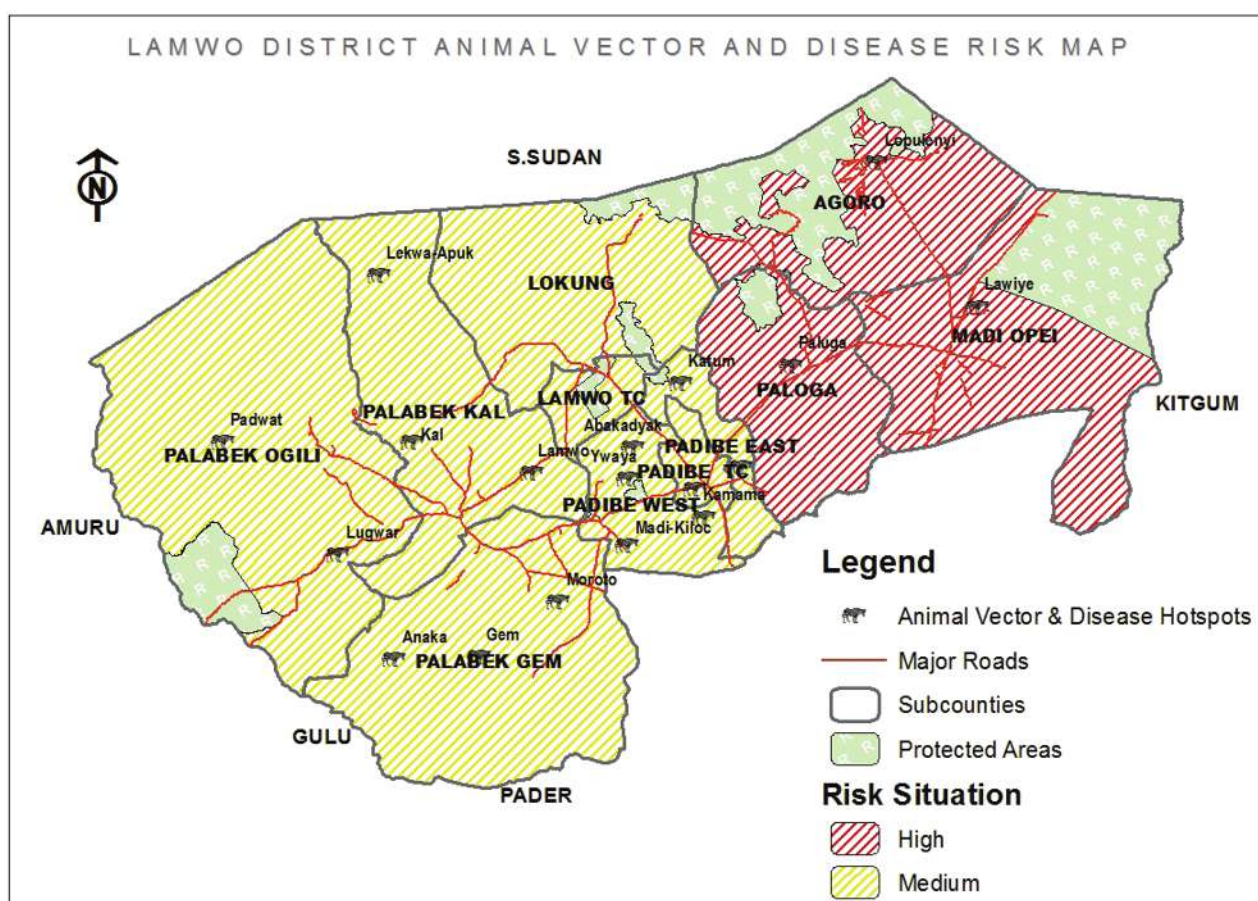 LAMWO DISTRICT ANIMAL VECTOR AND DISEASE RISK MAP
N
S.SUDAN
Lopulonyi
AGORO
Lekwa-Apuk
LOKUNG
Lawiye
MADI OPEI
Paluga
PALOGA
Katum
KITGUM
LAMWO TC
PALABEK KAL
Kal
Padwat
PALABEK OGILI
Abakadyak
PADIBE EAST
Lamwo
Ywaya
PADIBE TC
Kamama
PADIBE WEST
Madi-Kiloc
AMURU
Lugwar
Moroto
Anaka
Gem
PALABEK GEM
GULU
PADER
Legend
Animal Vector & Disease Hotspots
Major Roads
Subcounties
R R R Protected Areas
Risk Situation
High
Medium